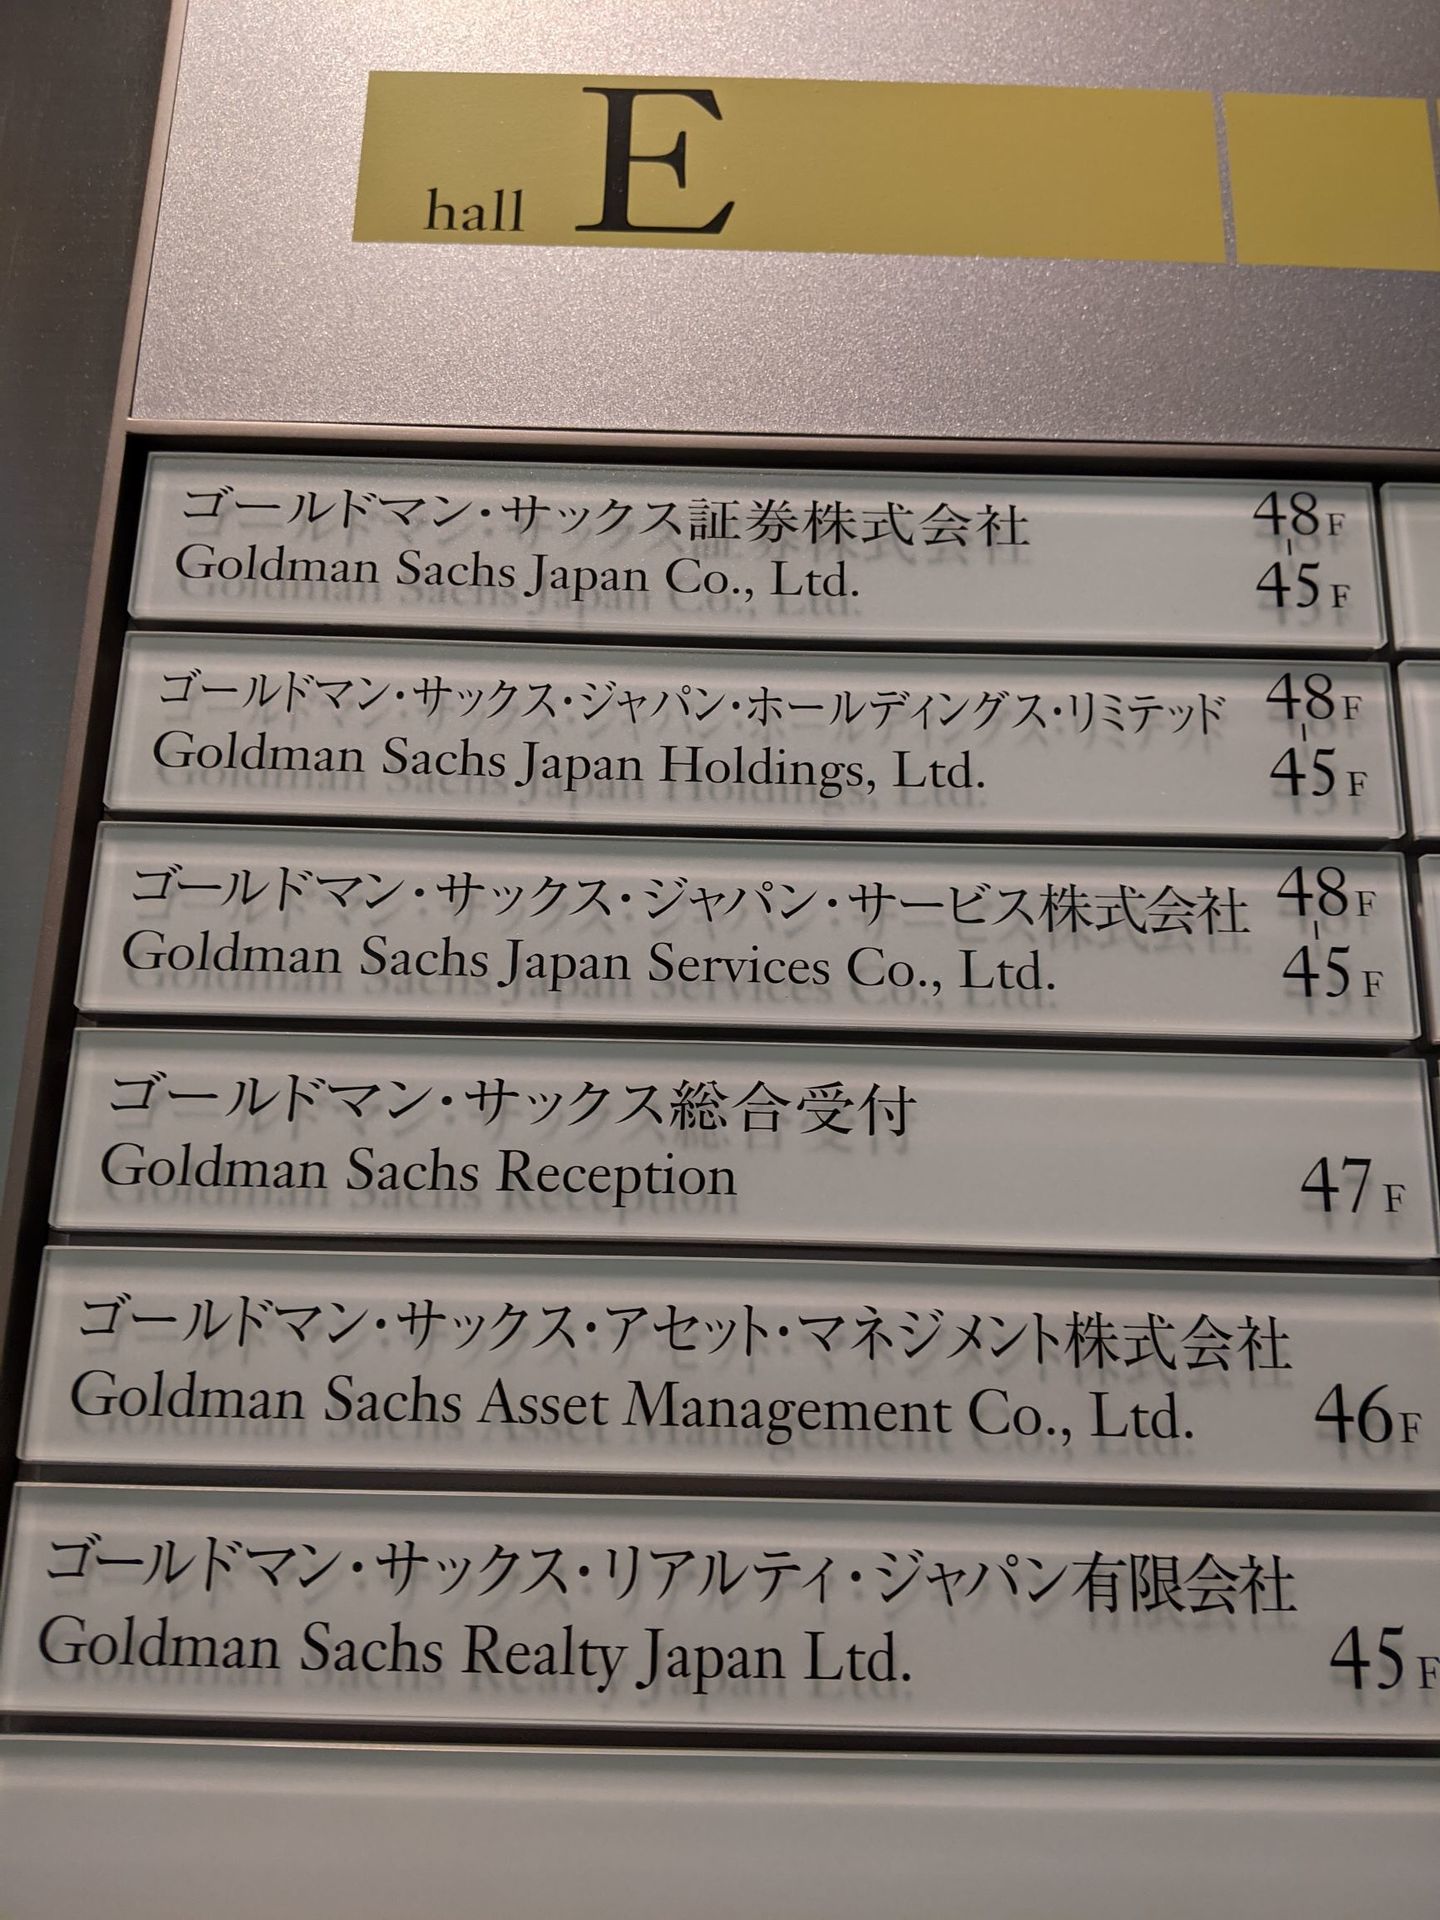 hall E
ゴールドマン・サックス証券株式会社 48F
Goldman Sachs Japan Co., Ltd. 45F
ゴールドマン・サックス・ジャパン・ホールディングス・リミテッド 48F
Goldman Sachs Japan Holdings, Ltd. 45F
ゴールドマン・サックス・ジャパン・サービス株式会社 48F
Goldman Sachs Japan Services Co., Ltd. 45F
ゴールドマン・サックス総合受付
Goldman Sachs Reception 47F
ゴールドマン・サックス・アセット・マネジメント株式会社
Goldman Sachs Asset Management Co., Ltd. 46F
ゴールドマン・サックス・リアルティ・ジャパン有限会社
Goldman Sachs Realty Japan Ltd. 45F